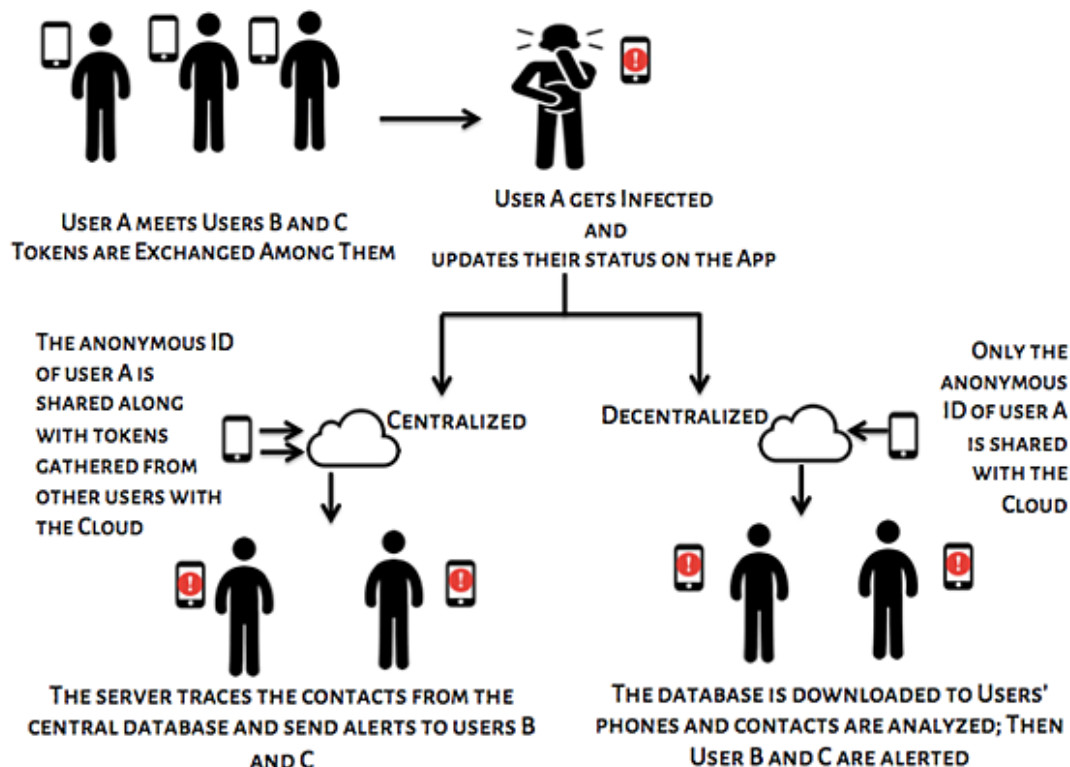 User A meets Users B and C
Tokens are Exchanged Among Them
User A gets Infected
and
updates their status on the App
The anonymous ID
of user A is
shared along
with tokens
gathered from
other users with
the Cloud
Centralized
Decentralized
Only the
anonymous
ID of user A
is shared
with the
Cloud
The server traces the contacts from the
central database and send alerts to users B
and C
The database is downloaded to Users'
phones and contacts are analyzed; Then
User B and C are alerted